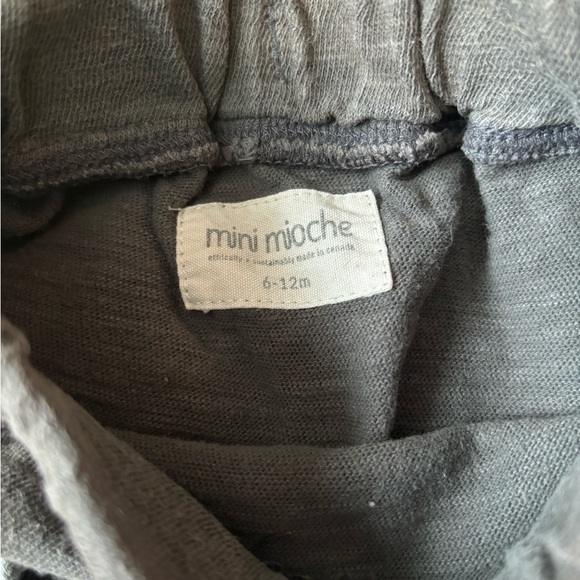 mini mioche
ethically + sustainably made in canada
6-12m